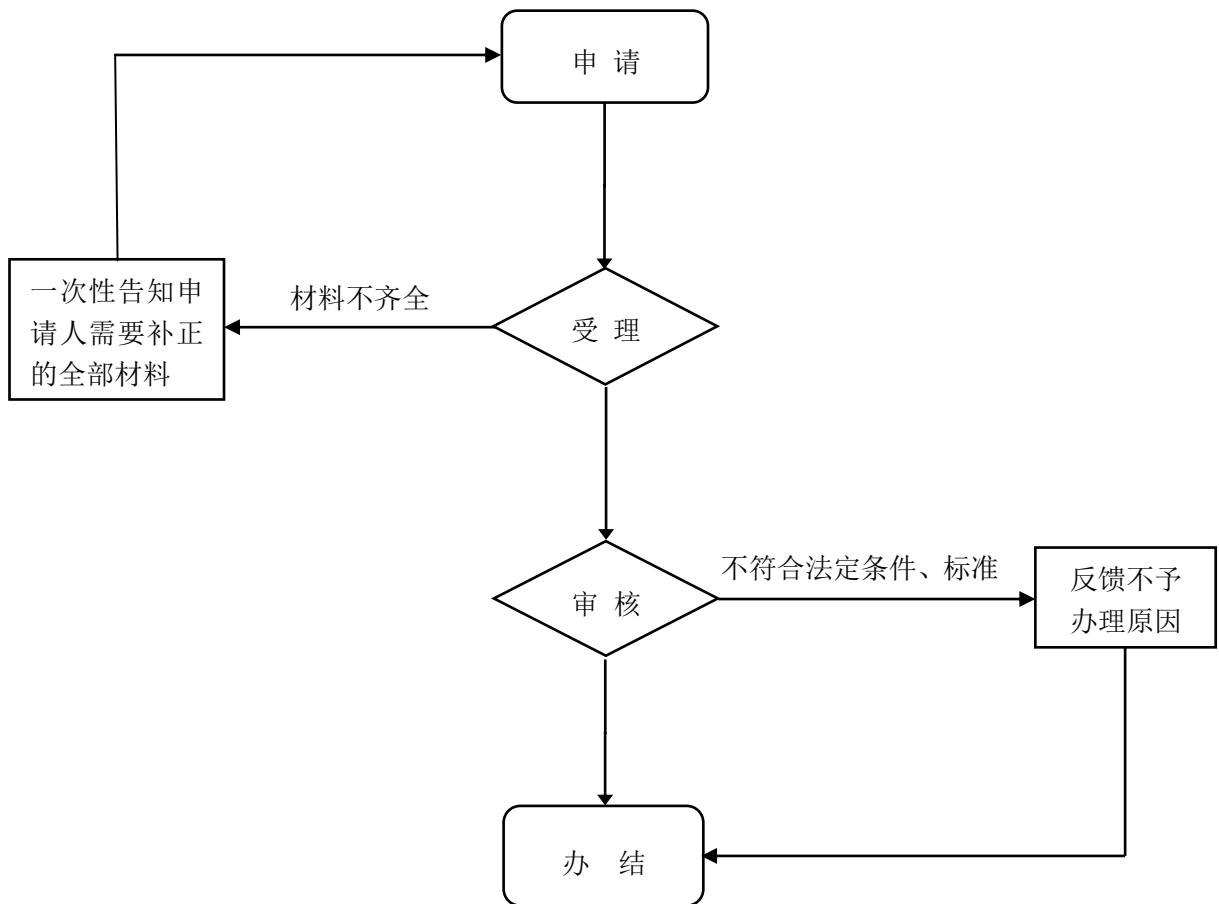 申 请
材料不齐全
一次性告知申
请人需要补正
的全部材料
受 理
不符合法定条件、标准
审 核
反馈不予
办理原因
办 结